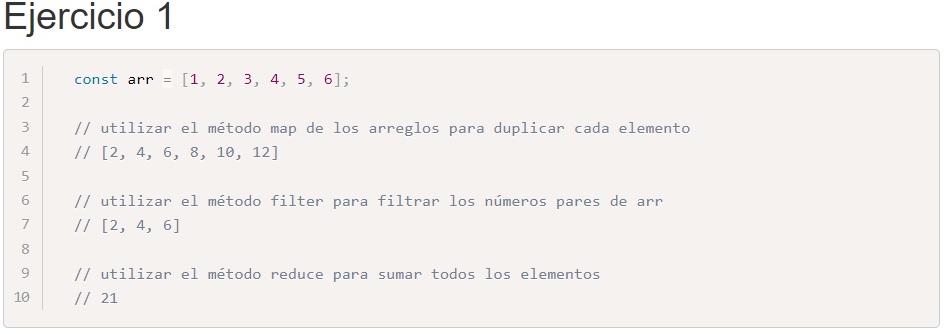 Ejercicio 1
1 const arr = [1, 2, 3, 4, 5, 6];
2
3 // utilizar el método map de los arreglos para duplicar cada elemento
4 // [2, 4, 6, 8, 10, 12]
5
6 // utilizar el método filter para filtrar los números pares de arr
7 // [2, 4, 6]
8
9 // utilizar el método reduce para sumar todos los elementos
10 // 21